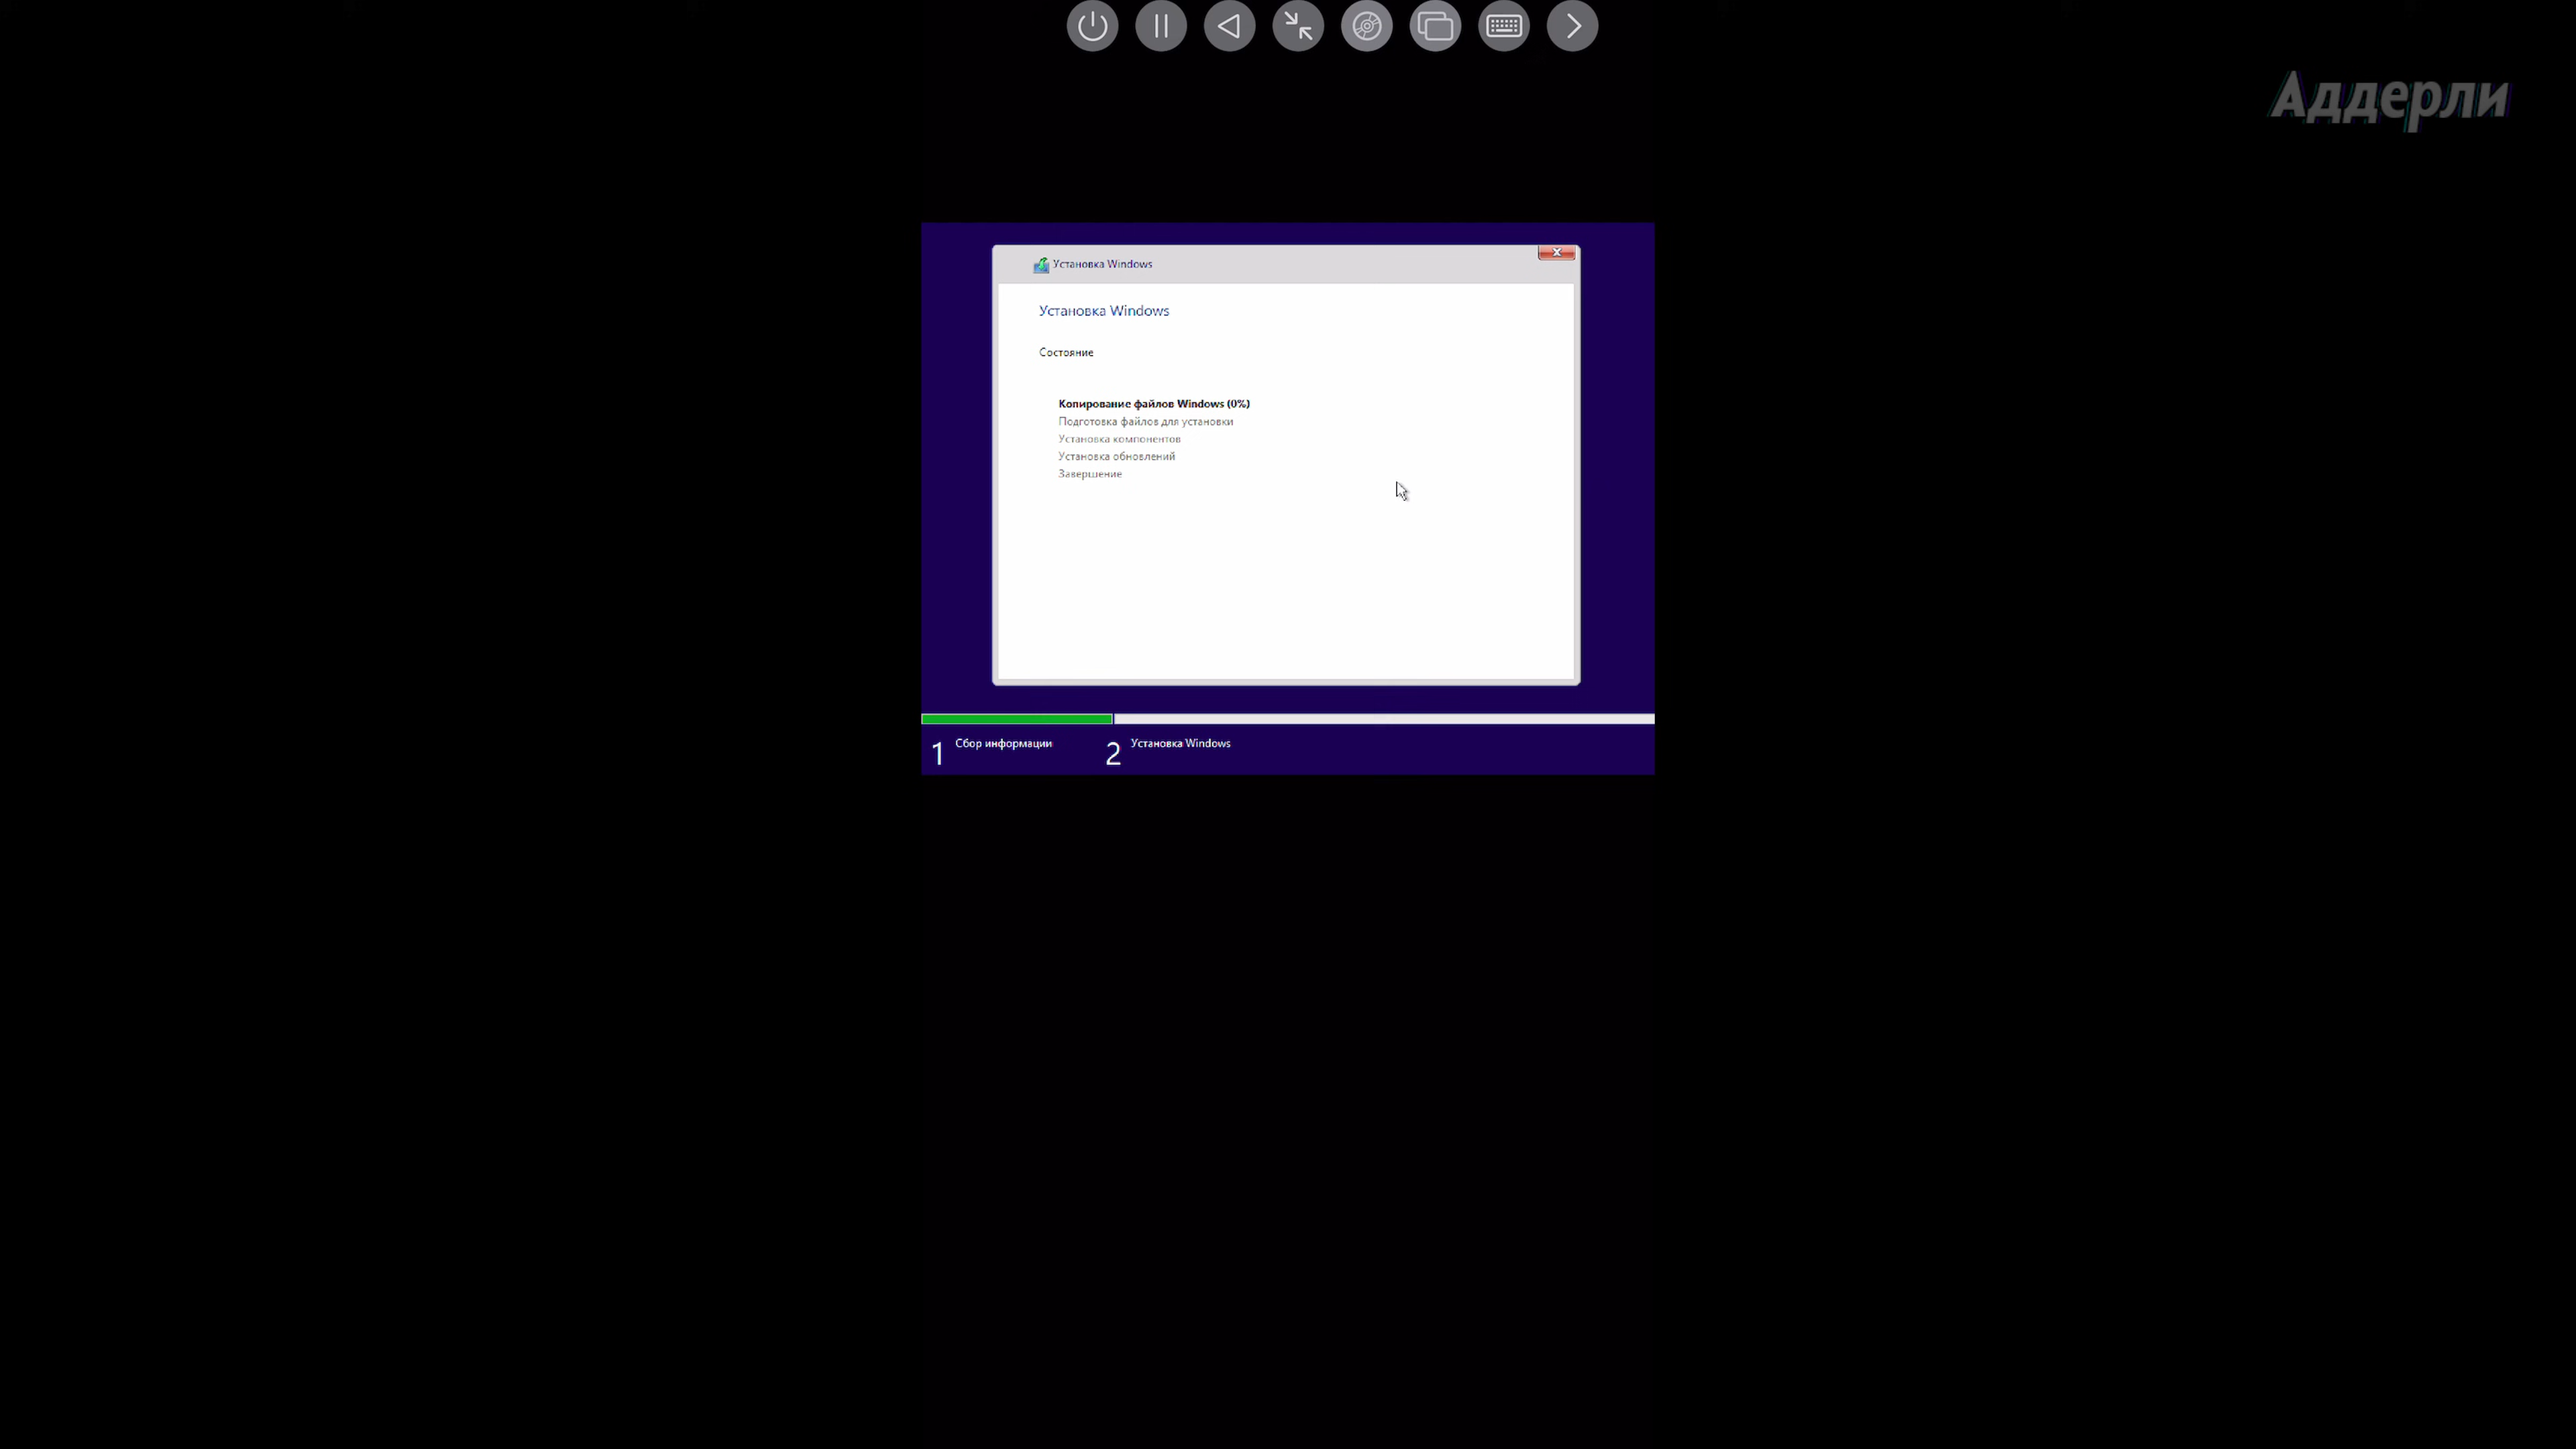 Аддерли
Установка Windows
Установка Windows
Состояние
Копирование файлов Windows (0%)
Подготовка файлов для установки
Установка компонентов
Установка обновлений
Завершение
1 Сбор информации
2 Установка Windows